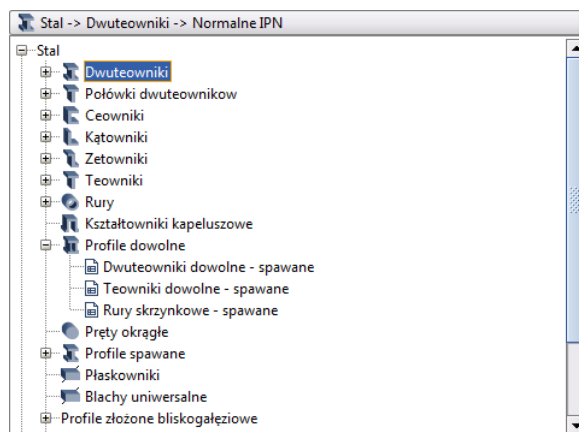 Stal -> Dwuteowniki -> Normalne IPN
Stal
Dwuteowniki
Połówki dwuteownikow
Ceowniki
Kątowniki
Zetowniki
Teowniki
Rury
Kształtowniki kapeluszowe
Profile dowolne
Dwuteowniki dowolne - spawane
Teowniki dowolne - spawane
Rury skrzynkowe - spawane
Pręty okrągłe
Profile spawane
Płaskowniki
Blachy uniwersalne
Profile złożone bliskogałęziowe